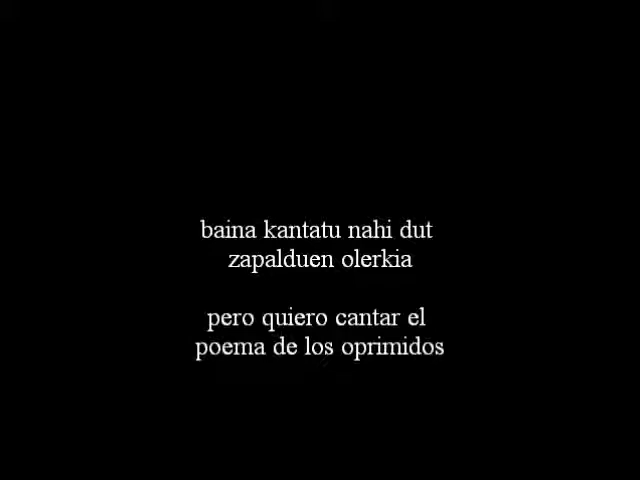 baina kantatu nahi dut
zapalduen olerkia
pero quiero cantar el
poema de los oprimidos